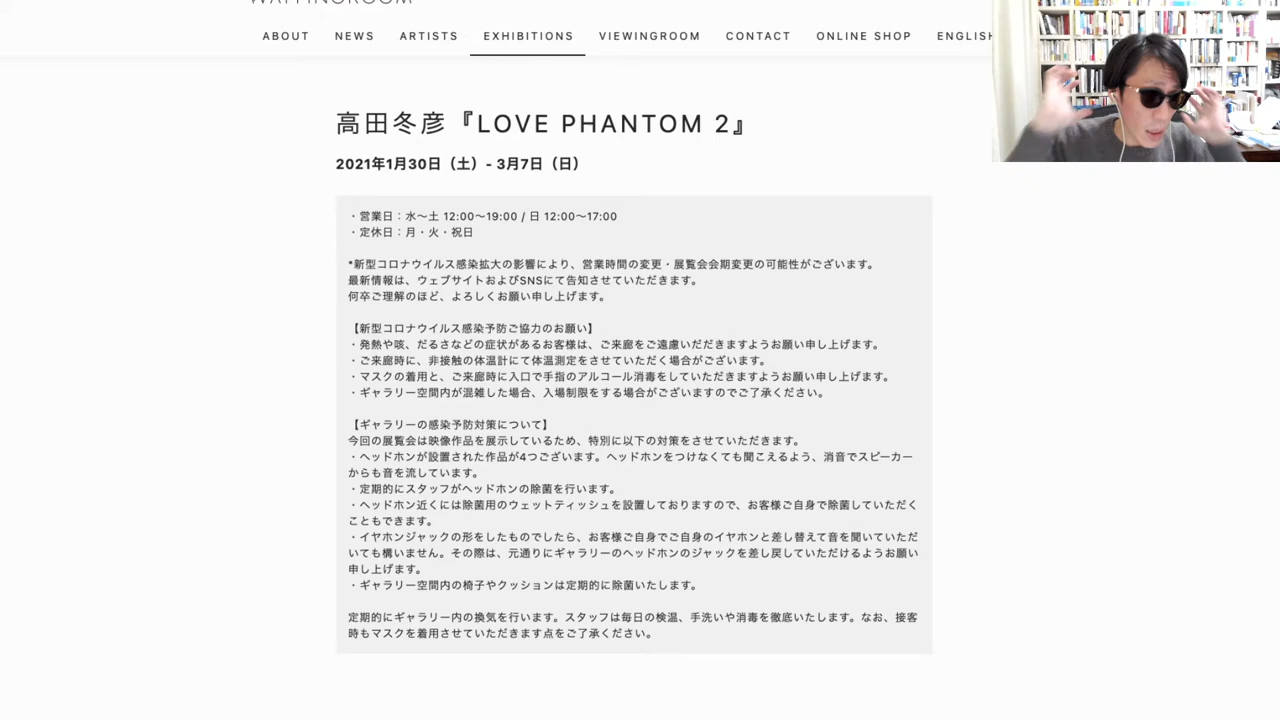 ABOUT NEWS ARTISTS EXHIBITIONS VIEWINGROOM CONTACT ONLINE SHOP ENGLISH
高田冬彦『LOVE PHANTOM 2』
2021年1月30日（土）- 3月7日（日）
・営業日：水〜土 12:00〜19:00 / 日 12:00〜17:00
・定休日：月・火・祝日
*新型コロナウイルス感染拡大の影響により、営業時間の変更・展覧会会期変更の可能性がございます。
最新情報は、ウェブサイトおよびSNSにて告知させていただきます。
何卒ご理解のほど、よろしくお願い申し上げます。
【新型コロナウイルス感染予防ご協力のお願い】
・発熱や咳、だるさなどの症状があるお客様は、ご来廊をご遠慮いだだきますようお願い申し上げます。
・ご来廊時に、非接触の体温計にて体温測定をさせていただく場合がございます。
・マスクの着用と、ご来廊時に入口で手指のアルコール消毒をしていただきますようお願い申し上げます。
・ギャラリー空間内が混雑した場合、入場制限をする場合がございますのでご了承ください。
【ギャラリーの感染予防対策について】
今回の展覧会は映像作品を展示しているため、特別に以下の対策をさせていただきます。
・ヘッドホンが設置された作品が4つございます。ヘッドホンをつけなくても聞こえるよう、消音でスピーカー
からも音を流しています。
・定期的にスタッフがヘッドホンの除菌を行います。
・ヘッドホン近くには除菌用のウェットティッシュを設置しておりますので、お客様ご自身で除菌していただく
こともできます。
・イヤホンジャックの形をしたものでしたら、お客様ご自身でご自身のイヤホンと差し替えて音を聞いていただ
いても構いません。その際は、元通りにギャラリーのヘッドホンのジャックを差し戻していただけるようお願い
申し上げます。
・ギャラリー空間内の椅子やクッションは定期的に除菌いたします。
定期的にギャラリー内の換気を行います。スタッフは毎日の検温、手洗いや消毒を徹底いたします。なお、接客
時もマスクを着用させていただきます点をご了承ください。